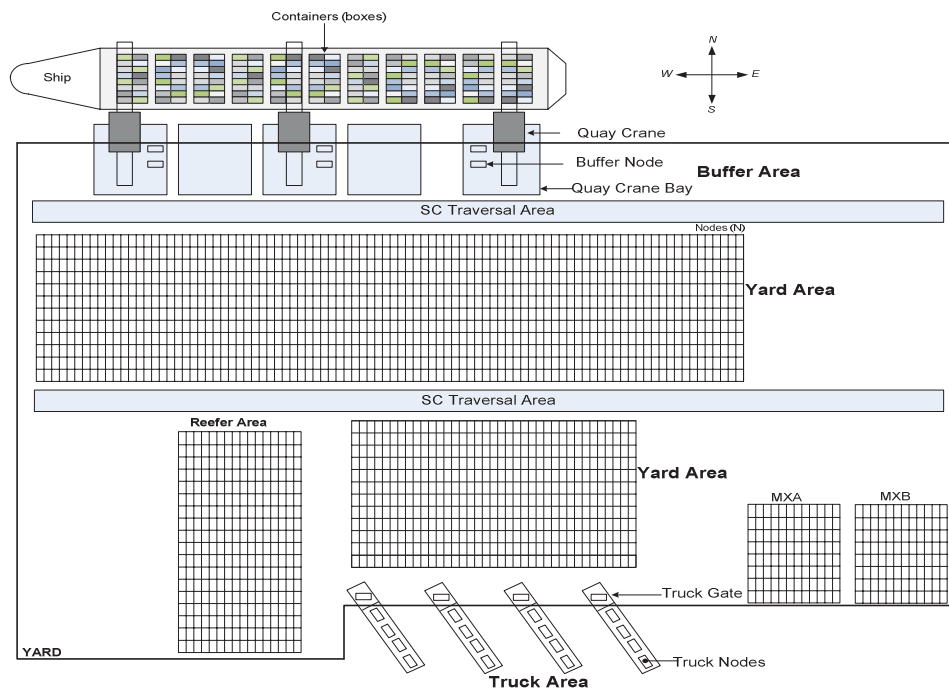 Containers (boxes)
Ship
N
W
E
S
Quay Crane
Buffer Node
Buffer Area
Quay Crane Bay
SC Traversal Area
Nodes (N)
Yard Area
SC Traversal Area
Reefer Area
Yard Area
MXA
MXB
Truck Gate
YARD
Truck Nodes
Truck Area